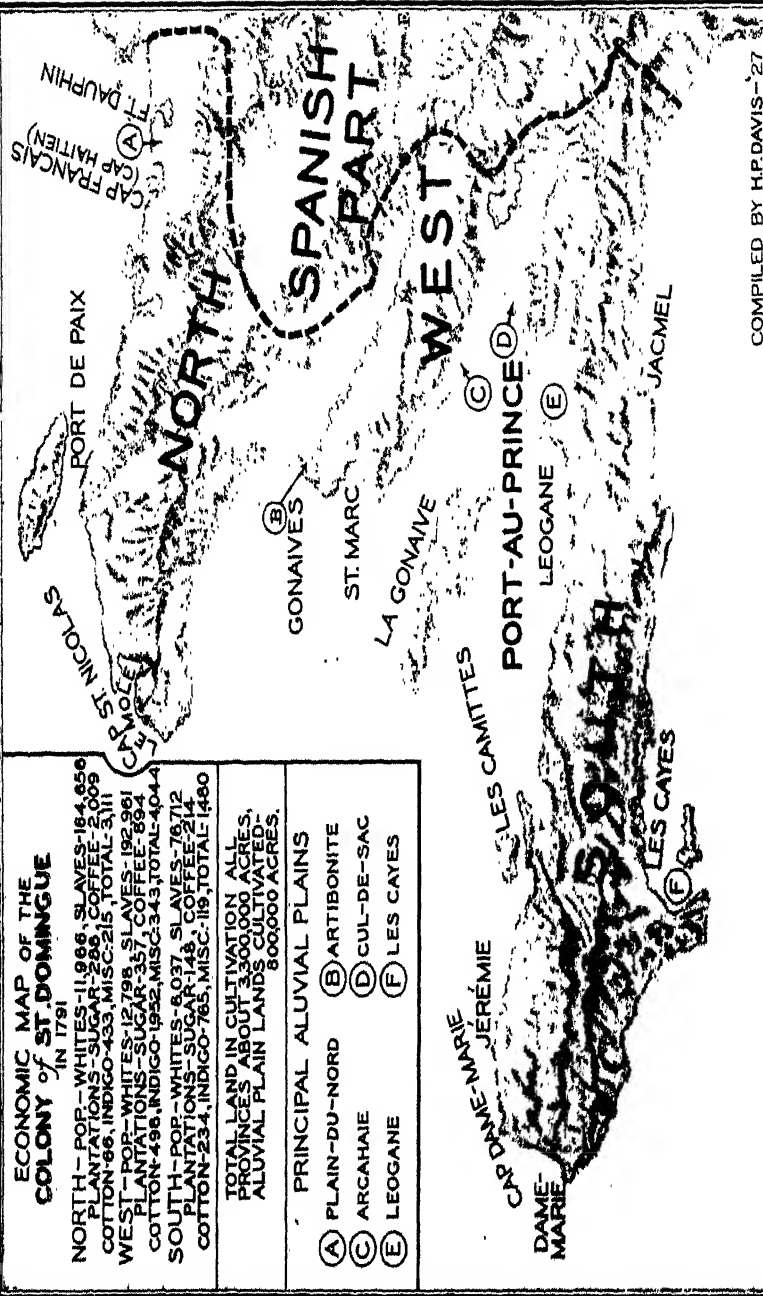 ECONOMIC MAP OF THE
COLONY of ST. DOMINGUE
IN 1791
NORTH-POP.-WHITES-11,966, SLAVES-164,656
PLANTATIONS-SUGAR-288, COFFEE-2,009
COTTON-66, INDIGO-433, MISC-215, TOTAL-3,111
WEST-POP-WHITES-12,798, SLAVES-192,961
PLANTATIONS-SUGAR-357, COFFEE-894
COTTON-498, INDIGO-1,952, MISC-343, TOTAL-4,044
SOUTH-POP-WHITES-6,037, SLAVES-76,712
PLANTATIONS-SUGAR-148, COFFEE-214
COTTON-234, INDIGO-765, MISC-119, TOTAL-1,480
TOTAL LAND IN CULTIVATION ALL
PROVINCES ABOUT 3,300,000 ACRES,
ALUVIAL PLAIN LANDS CULTIVATED-
800,000 ACRES.
PRINCIPAL ALUVIAL PLAINS
A PLAIN-DU-NORD B ARTIBONITE
C ARCAHAIE D CUL-DE-SAC
E LEOGANE F LES CAYES
CAP ST NICOLAS
LE MOLE
PORT DE PAIX
CAP FRANCAIS
(CAP HAITIEN)
A
FT. DAUPHIN
NORTH
SPANISH
PART
B
GONAIVES
ST. MARC
WEST
LA GONAIVE
C
D
PORT-AU-PRINCE
E
LEOGANE
JACMEL
LES CAMITTES
CAP DAME-MARIE
JÉRÉMIE
DAME-
MARIE
SOUTH
LES CAYES
F
COMPILED BY H.P. DAVIS-27